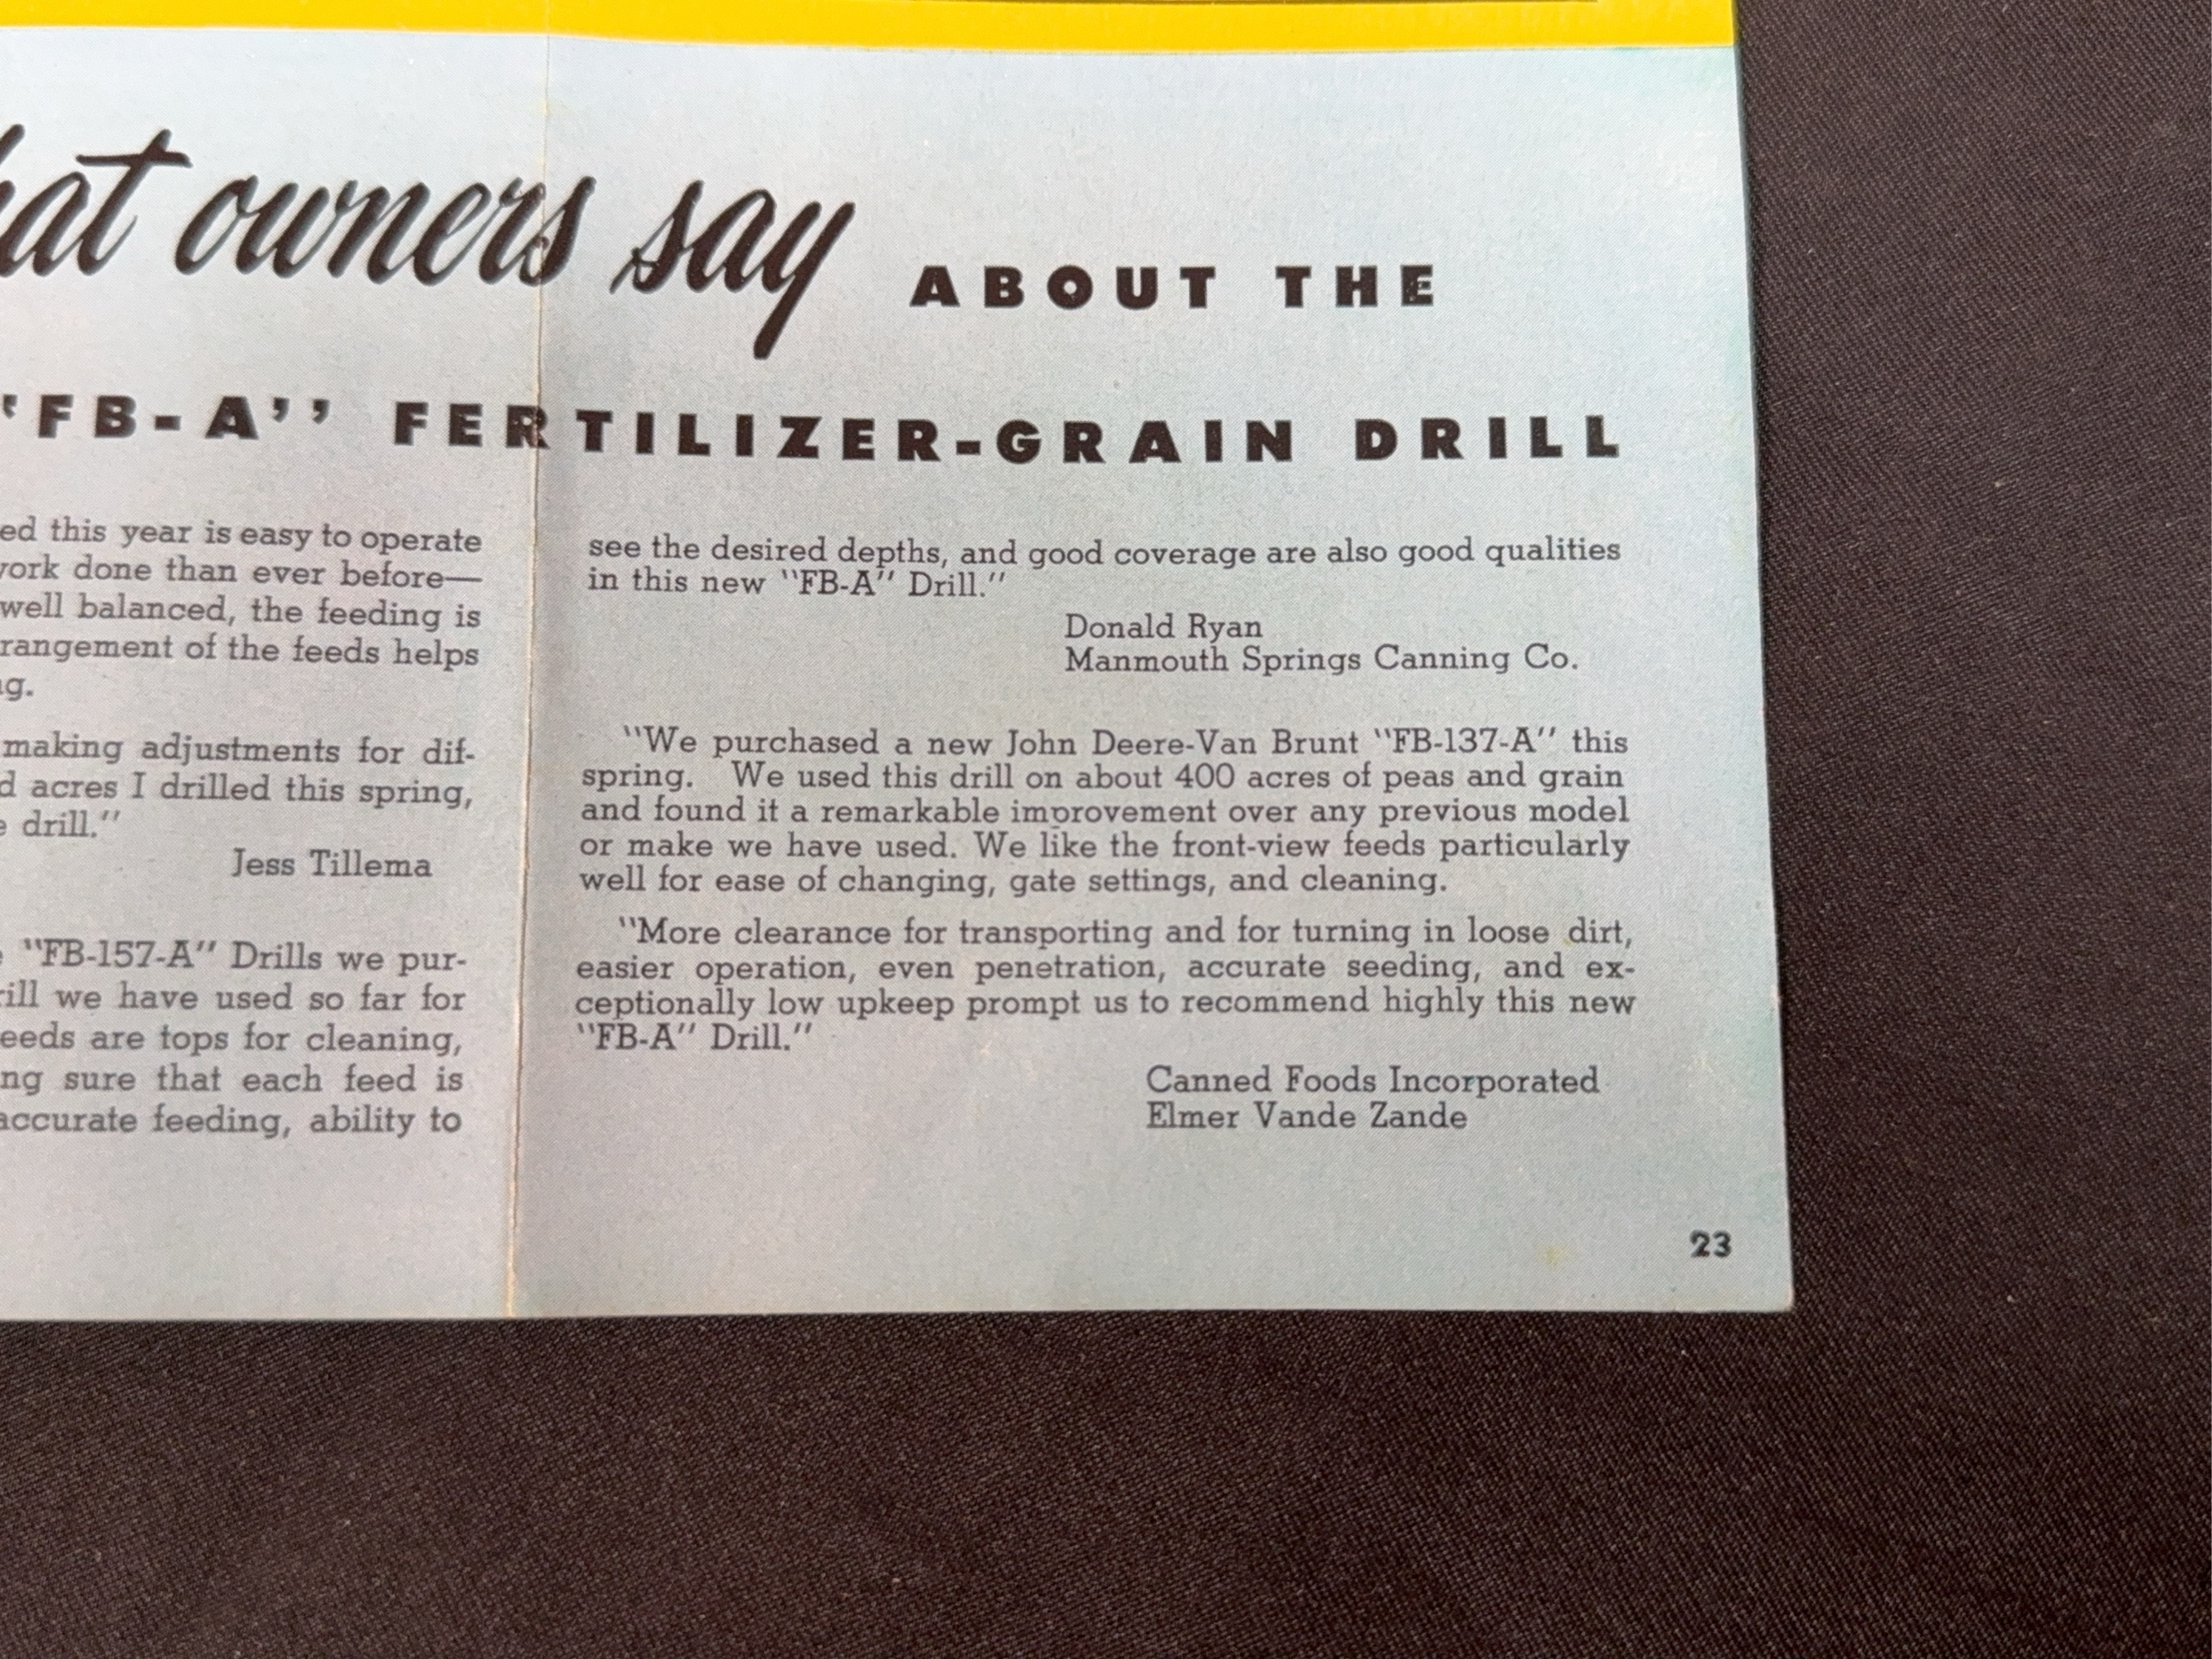 at owners say ABOUT THE
"FB-A" FERTILIZER-GRAIN DRILL
ed this year is easy to operate
work done than ever before—
well balanced, the feeding is
rangement of the feeds helps
g.
making adjustments for dif-
d acres I drilled this spring,
drill."
Jess Tillema
"FB-157-A" Drills we pur-
rill we have used so far for
eeds are tops for cleaning,
ng sure that each feed is
accurate feeding, ability to
see the desired depths, and good coverage are also good qualities
in this new "FB-A" Drill."
Donald Ryan
Manmouth Springs Canning Co.
"We purchased a new John Deere-Van Brunt "FB-137-A" this
spring. We used this drill on about 400 acres of peas and grain
and found it a remarkable improvement over any previous model
or make we have used. We like the front-view feeds particularly
well for ease of changing, gate settings, and cleaning.
"More clearance for transporting and for turning in loose dirt,
easier operation, even penetration, accurate seeding, and ex-
ceptionally low upkeep prompt us to recommend highly this new
"FB-A" Drill."
Canned Foods Incorporated
Elmer Vande Zande
23